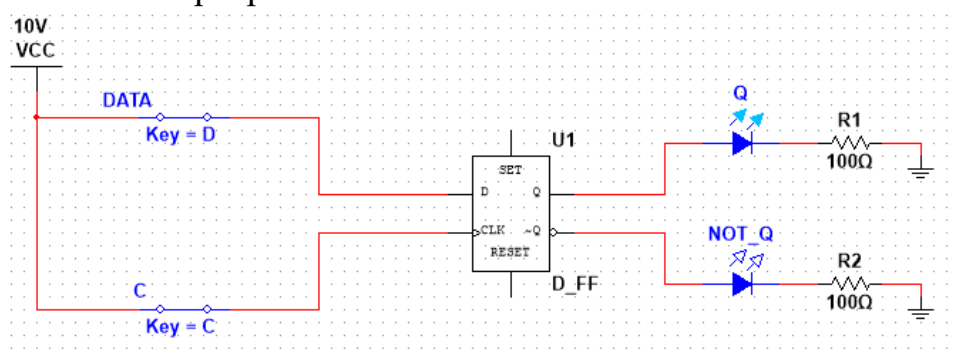 10V
VCC
DATA
Key = D
C
Key = C
U1
SET
D
Q
CLK
~Q
RESET
D_FF
Q
R1
100Ω
NOT_Q
R2
100Ω